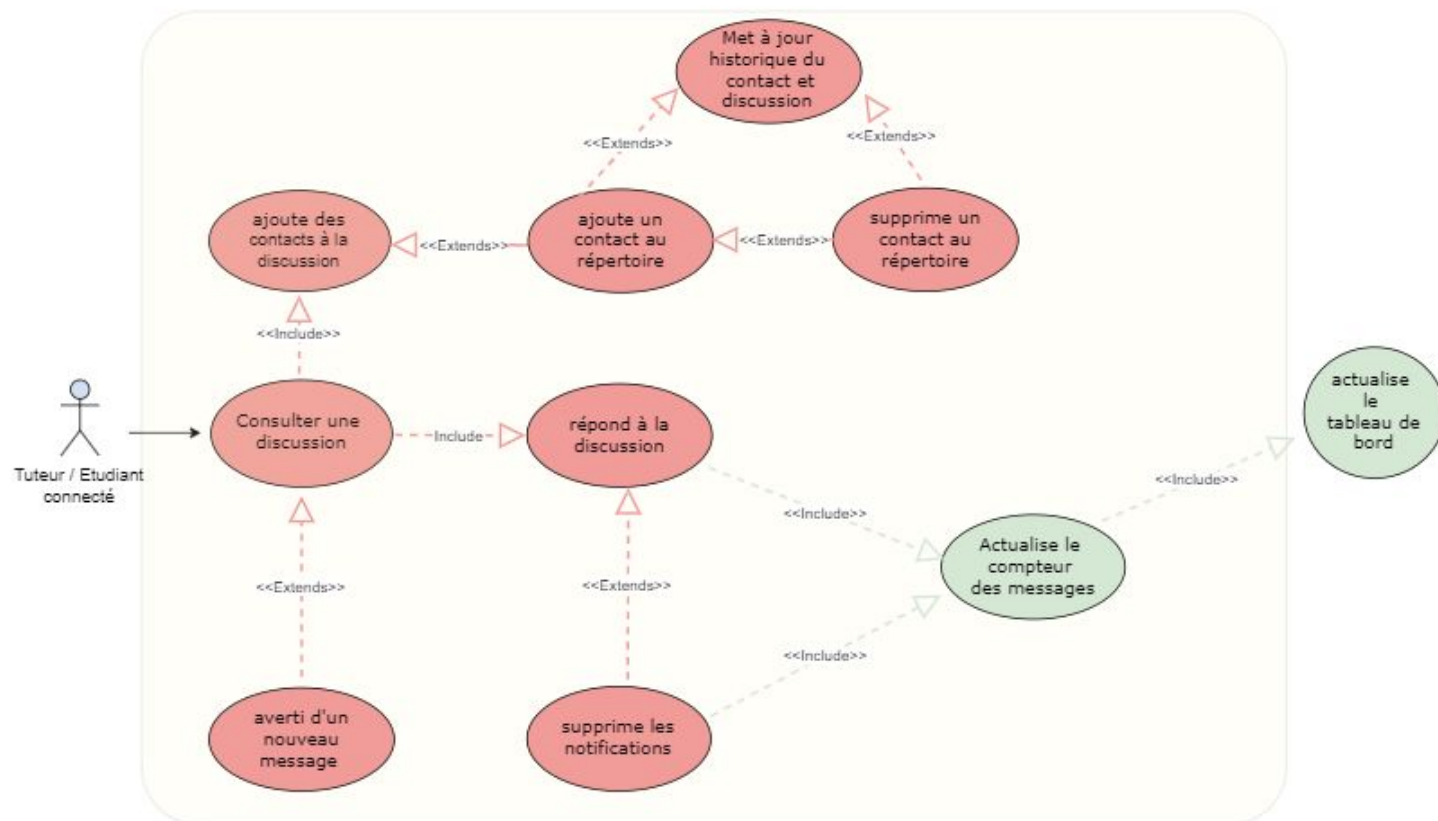 Met à jour
historique du
contact et
discussion
<<Extends>>
<<Extends>>
ajoute des
contacts à la
discussion
<<Extends>>
ajoute un
contact au
répertoire
<<Extends>>
supprime un
contact au
répertoire
<<Include>>
Tuteur / Etudiant
connecté
Consulter une
discussion
Include
répond à la
discussion
actualise
le
tableau de
bord
<<Include>>
<<Include>>
Actualise le
compteur
des messages
<<Extends>>
<<Extends>>
<<Include>>
averti d'un
nouveau
message
supprime les
notifications